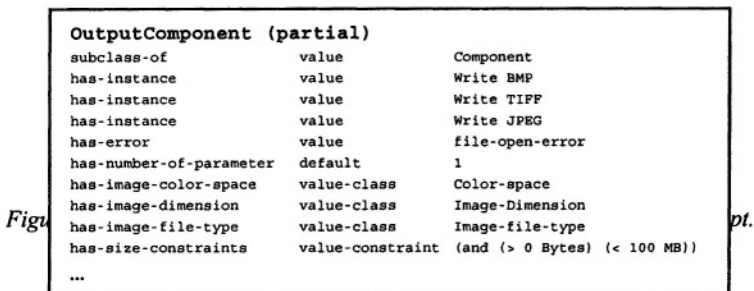 OutputComponent (partial)
subclass-of value Component
has-instance value Write BMP
has-instance value Write TIFF
has-instance value Write JPEG
has-error value file-open-error
has-number-of-parameter default 1
has-image-color-space value-class Color-space
has-image-dimension value-class Image-Dimension
has-image-file-type value-class Image-file-type
has-size-constraints value-constraint (and (> 0 Bytes) (< 100 MB))
...